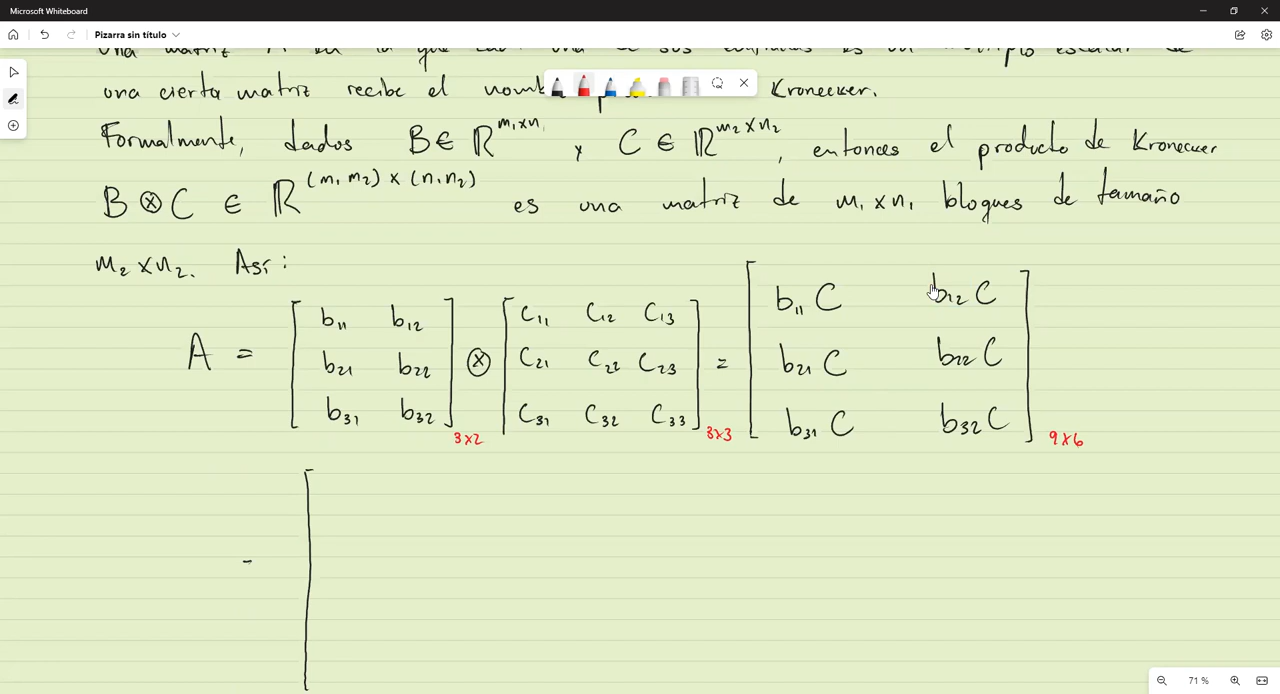 Microsoft Whiteboard
Pizarra sin título
una cierta matriz recibe el Kronecker.
Formalmente, dados B ∈ ℝ^(m₁×n₁) y C ∈ ℝ^(m₂×n₂), entonces el producto de Kronecker
B ⊗ C ∈ ℝ^(m₁m₂)×(n₁n₂) es una matriz de m₁×n₁ bloques de tamaño
m₂×n₂. Así:
A = [ b₁₁ b₁₂ ] ⊗ [ c₁₁ c₁₂ c₁₃ ] = [ b₁₁C b₁₂C ]
[ b₂₁ b₂₂ ] [ c₂₁ c₂₂ c₂₃ ] [ b₂₁C b₂₂C ]
[ b₃₁ b₃₂ ] 3×2 [ c₃₁ c₃₂ c₃₃ ] 3×3 [ b₃₁C b₃₂C ] 9×6
- [
71 %